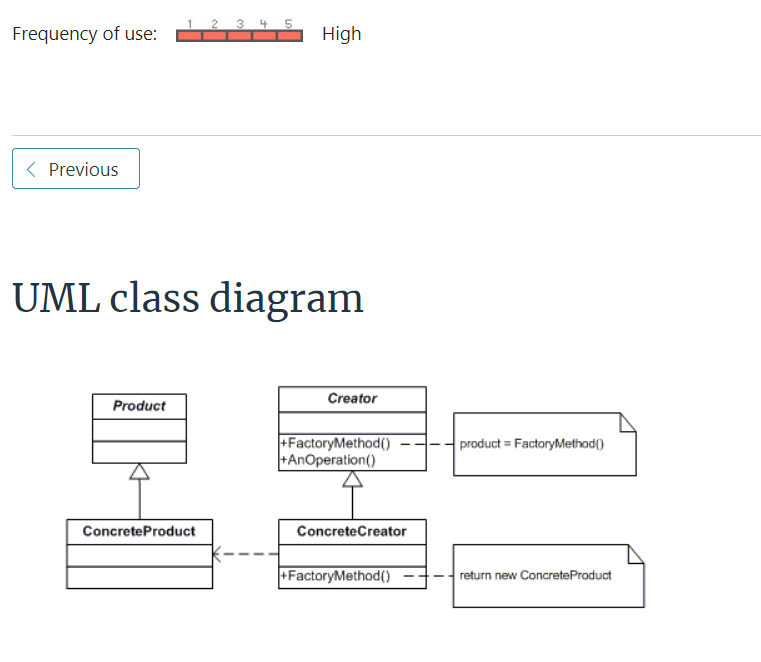 1 2 3 4 5
Frequency of use: High
Previous
UML class diagram
Product
Creator
+FactoryMethod()
+AnOperation()
product = FactoryMethod()
ConcreteProduct
ConcreteCreator
+FactoryMethod()
return new ConcreteProduct